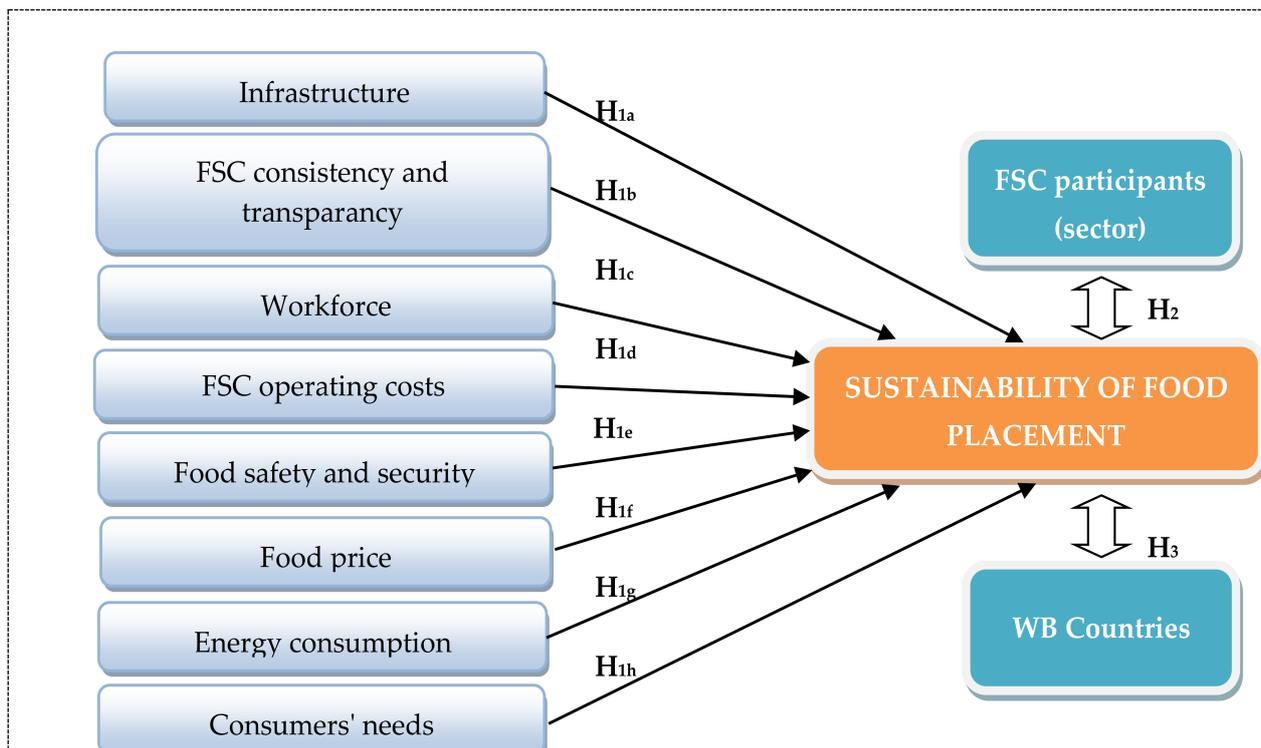 Infrastructure
H1a
FSC consistency and
transparancy
H1b
H1c
Workforce
H1d
FSC operating costs
H1e
Food safety and security
H1f
Food price
H1g
Energy consumption
H1h
Consumers' needs
FSC participants
(sector)
H2
SUSTAINABILITY OF FOOD
PLACEMENT
H3
WB Countries